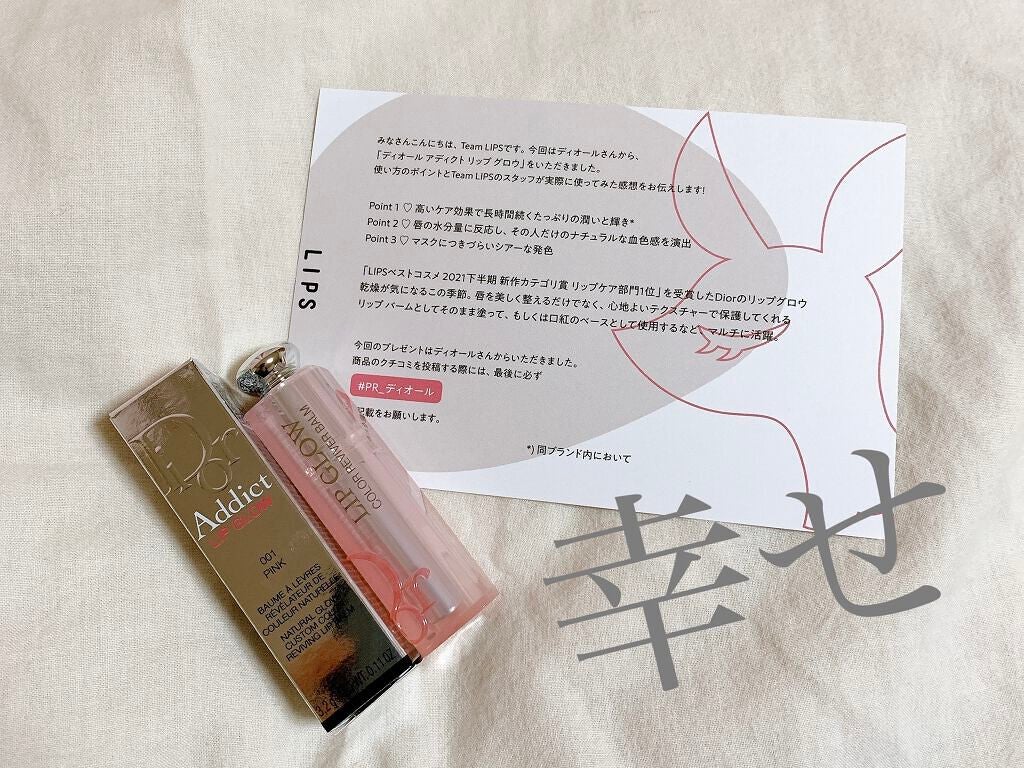 みなさんこんにちは、Team LIPSです。今回はディオールさんから、
「ディオール アディクト リップ グロウ」をいただきました。
使い方のポイントとTeam LIPSのスタッフが実際に使ってみた感想をお伝えします!
Point 1 ♡ 高いケア効果で長時間続くたっぷりの潤いと輝き*
Point 2 ♡ 唇の水分量に反応し、その人だけのナチュラルな血色感を演出
Point 3 ♡ マスクにつきづらいシアーな発色
「LIPSベストコスメ 2021下半期 新作カテゴリ賞 リップケア部門1位」を受賞したDiorのリップグロウ
乾燥が気になるこの季節。唇を美しく整えるだけでなく、心地よいテクスチャーで保護してくれる
リップ バームとしてそのまま塗って、もしくは口紅のベースとして使用するなど、マルチに活躍。
今回のプレゼントはディオールさんからいただきました。
商品のクチコミを投稿する際には、最後に必ず
#PR_ディオール
記載をお願いします。
*) 同ブランド内において
LIPS
Dior
Addict
LIP GLOW
001
PINK
BAUME À LÈVRES
RÉVÉLATEUR DE
COULEUR NATURELLE
NATURAL GLOW
CUSTOM COLOR
REVIVING LIP BALM
3.2 g WT. 0.11 OZ
LIP GLOW
COLOR REVIVER BALM
Dior
幸せ